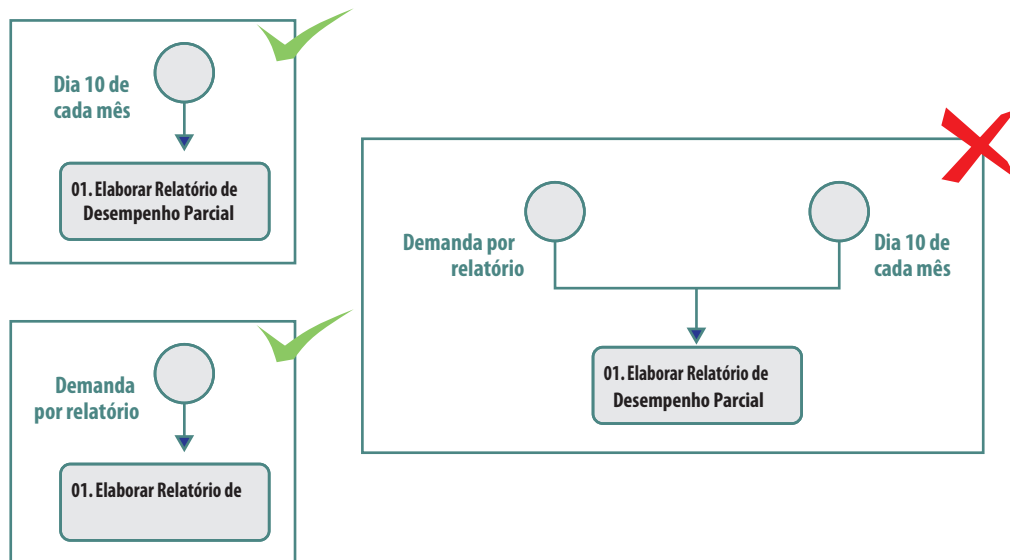 Dia 10 de
cada mês
01. Elaborar Relatório de
Desempenho Parcial
Demanda
por relatório
01. Elaborar Relatório de
Demanda por
relatório
Dia 10 de
cada mês
01. Elaborar Relatório de
Desempenho Parcial